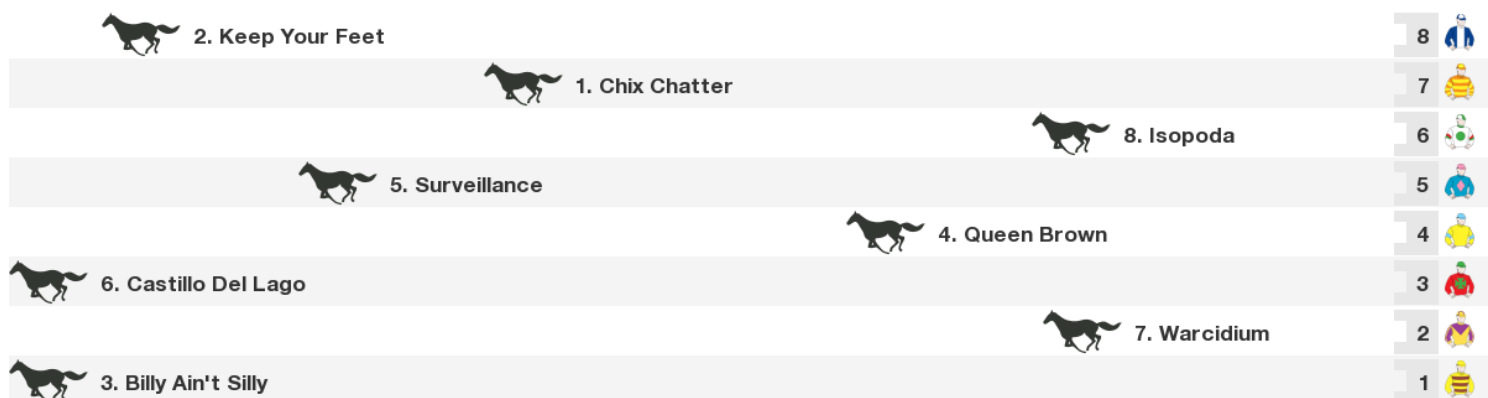 2. Keep Your Feet 8
1. Chix Chatter 7
8. Isopoda 6
5. Surveillance 5
4. Queen Brown 4
6. Castillo Del Lago 3
7. Warcidium 2
3. Billy Ain't Silly 1